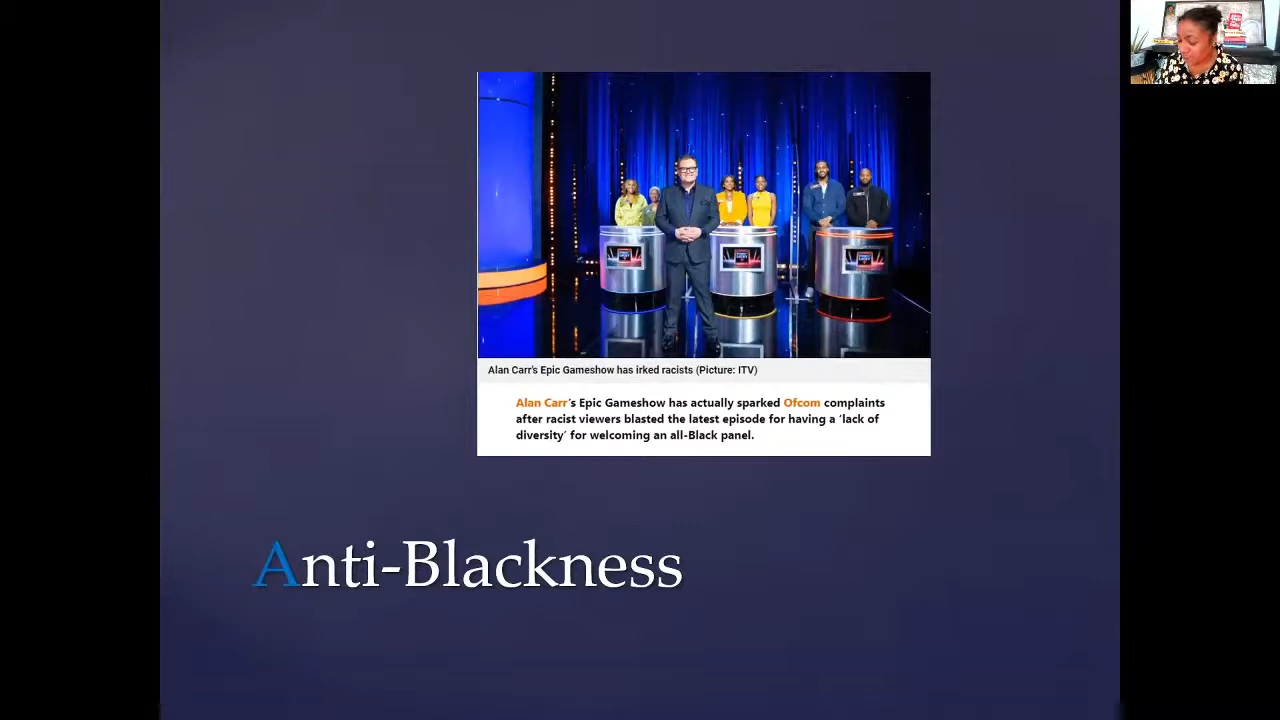 Alan Carr's Epic Gameshow has irked racists (Picture: ITV)
Alan Carr's Epic Gameshow has actually sparked Ofcom complaints
after racist viewers blasted the latest episode for having a 'lack of
diversity' for welcoming an all-Black panel.
Anti-Blackness